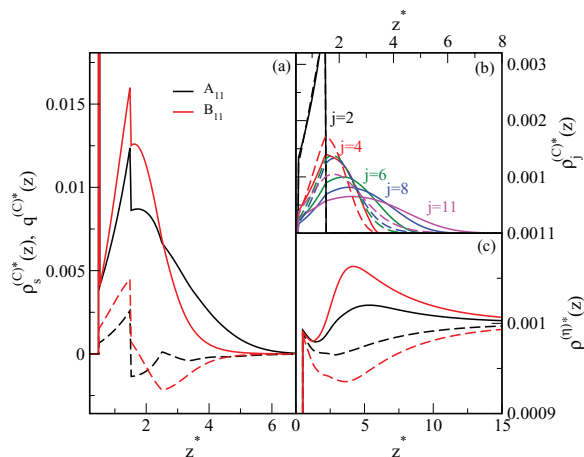 z*
0 2 4 6 8
(a)
(b)
0.015
0.01
0.005
0
ρs(C)*(z), q(C)*(z)
A11
B11
j=2
j=4
j=6
j=8
j=11
0.003
0.002
0.001
0.0011
ρj(C)*(z)
(c)
0.001
0.0009
ρ(η)*(z)
2 4 6
0 5 10 15
z*
z*